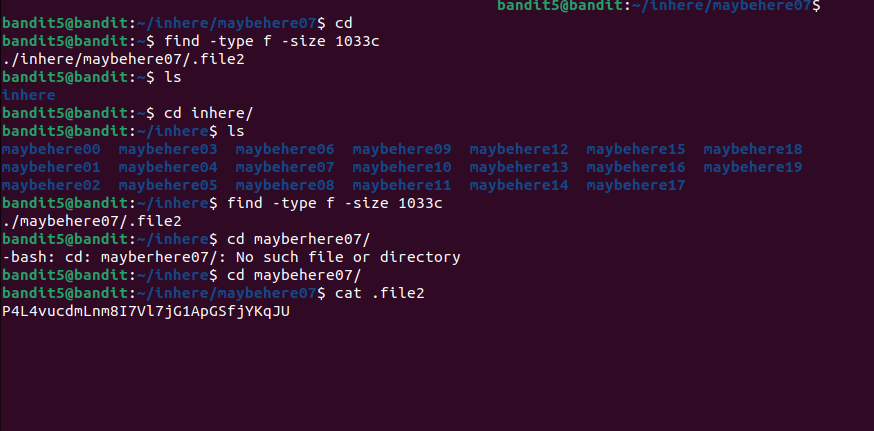 bandit5@bandit:~/inhere/maybehere07$
bandit5@bandit:~/inhere/maybehere07$ cd
bandit5@bandit:~$ find -type f -size 1033c
./inhere/maybehere07/.file2
bandit5@bandit:~$ ls
inhere
bandit5@bandit:~$ cd inhere/
bandit5@bandit:~/inhere$ ls
maybehere00  maybehere03  maybehere06  maybehere09  maybehere12  maybehere15  maybehere18
maybehere01  maybehere04  maybehere07  maybehere10  maybehere13  maybehere16  maybehere19
maybehere02  maybehere05  maybehere08  maybehere11  maybehere14  maybehere17
bandit5@bandit:~/inhere$ find -type f -size 1033c
./maybehere07/.file2
bandit5@bandit:~/inhere$ cd mayberhere07/
-bash: cd: mayberhere07/: No such file or directory
bandit5@bandit:~/inhere$ cd maybehere07/
bandit5@bandit:~/inhere/maybehere07$ cat .file2
P4L4vucdmLnm8I7Vl7jG1ApGSfjYKqJU